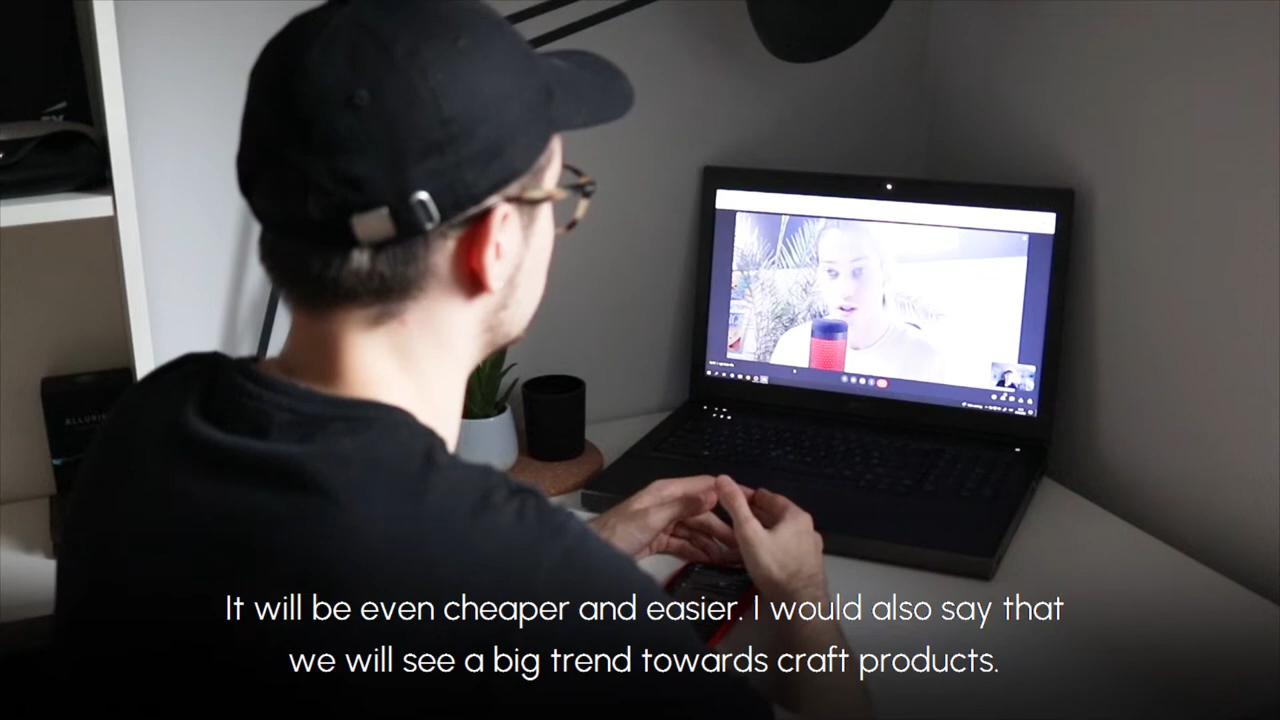 It will be even cheaper and easier. I would also say that
we will see a big trend towards craft products.